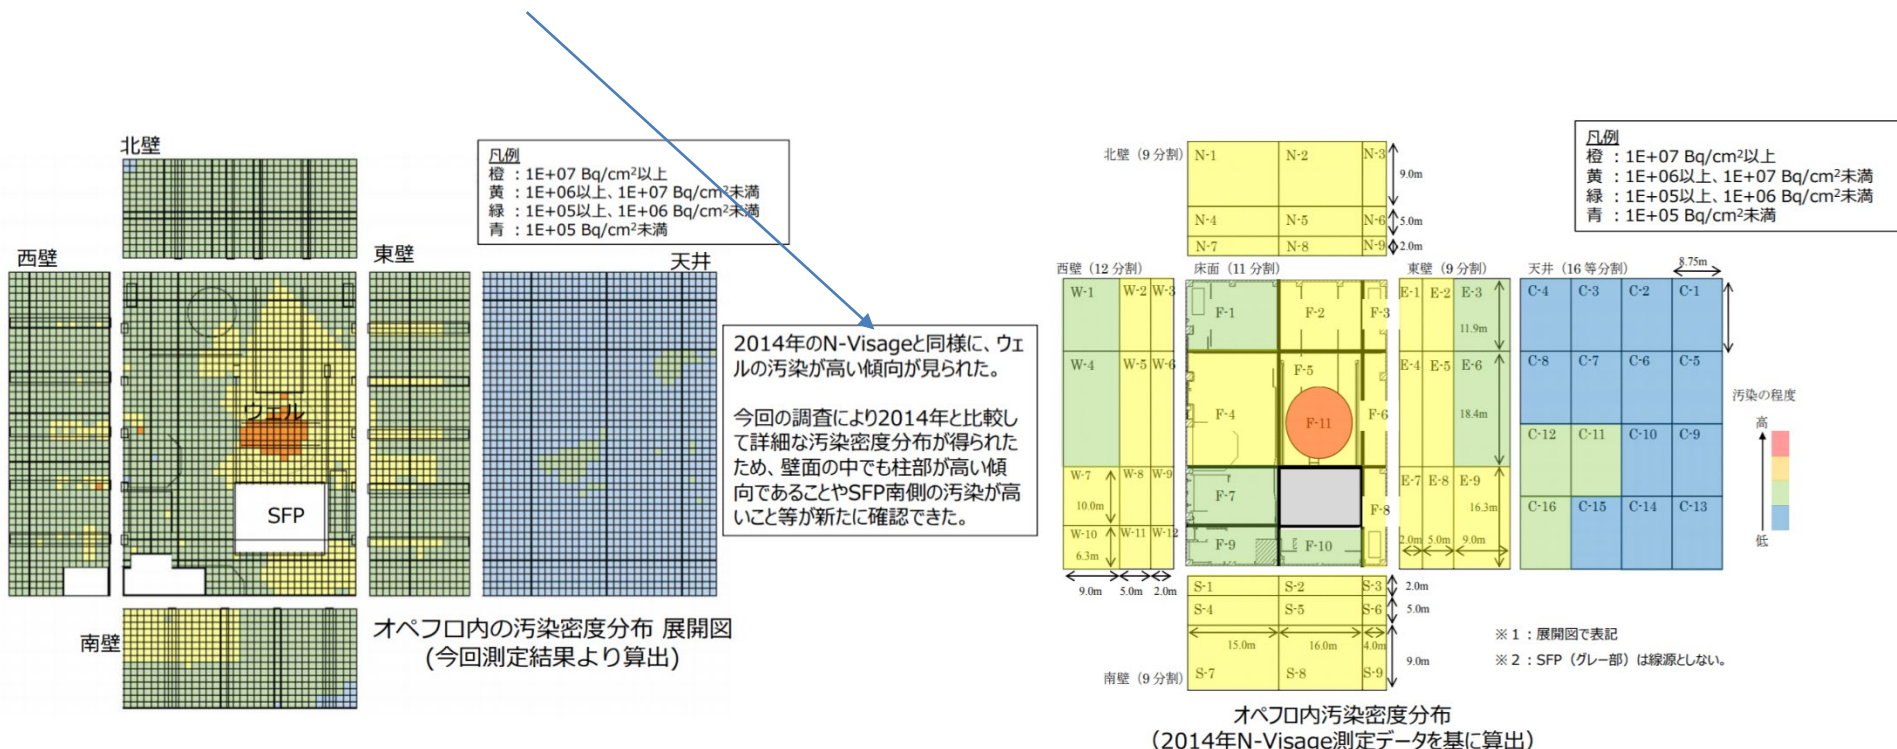 北壁
凡例
橙 : 1E+07 Bq/cm²以上
黄 : 1E+06以上、1E+07 Bq/cm²未満
緑 : 1E+05以上、1E+06 Bq/cm²未満
青 : 1E+05 Bq/cm²未満
西壁
東壁
天井
ウェル
SFP
南壁
オペフロ内の汚染密度分布 展開図
(今回測定結果より算出)
2014年のN-Visageと同様に、ウェ
ルの汚染が高い傾向が見られた。
今回の調査により2014年と比較し
て詳細な汚染密度分布が得られた
ため、壁面の中でも柱部が高い傾
向であることやSFP南側の汚染が高
いこと等が新たに確認できた。
凡例
橙 : 1E+07 Bq/cm²以上
黄 : 1E+06以上、1E+07 Bq/cm²未満
緑 : 1E+05以上、1E+06 Bq/cm²未満
青 : 1E+05 Bq/cm²未満
北壁 (9 分割)
N-1 N-2 N-3
9.0m
N-4 N-5 N-6 5.0m
N-7 N-8 N-9 2.0m
西壁 (12 分割)
W-1 W-2 W-3
W-4 W-5 W-6
W-7 W-8 W-9
10.0m
W-10 W-11 W-12
6.3m
9.0m 5.0m 2.0m
床面 (11 分割)
F-1 F-2 F-3
F-5
F-4 F-11 F-6
F-7 F-8
F-9 F-10
東壁 (9 分割)
E-1 E-2 E-3
11.9m
E-4 E-5 E-6
18.4m
E-7 E-8 E-9
16.3m
2.0m 5.0m 9.0m
天井 (16 等分割)
8.75m
C-4 C-3 C-2 C-1
C-8 C-7 C-6 C-5
C-12 C-11 C-10 C-9
C-16 C-15 C-14 C-13
汚染の程度
高
低
S-1 S-2 S-3 2.0m
S-4 S-5 S-6 5.0m
15.0m 16.0m 4.0m
9.0m
南壁 (9 分割)
S-7 S-8 S-9
※ 1 : 展開図で表記
※ 2 : SFP (グレー部) は線源としない。
オペフロ内汚染密度分布
(2014年N-Visage測定データを基に算出)